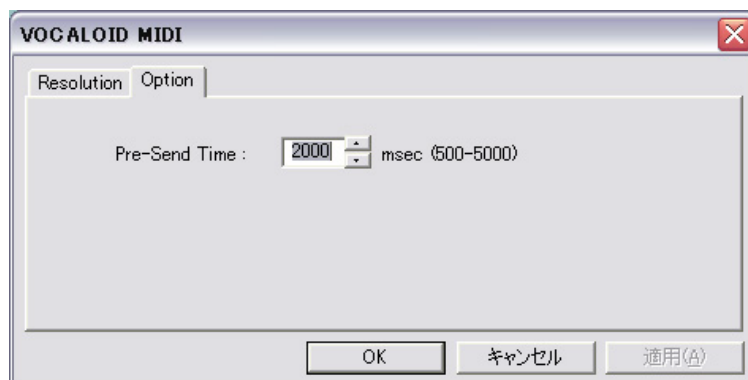 VOCALOID MIDI
Resolution Option
Pre-Send Time : 2000 msec (500-5000)
OK キャンセル 適用(A)